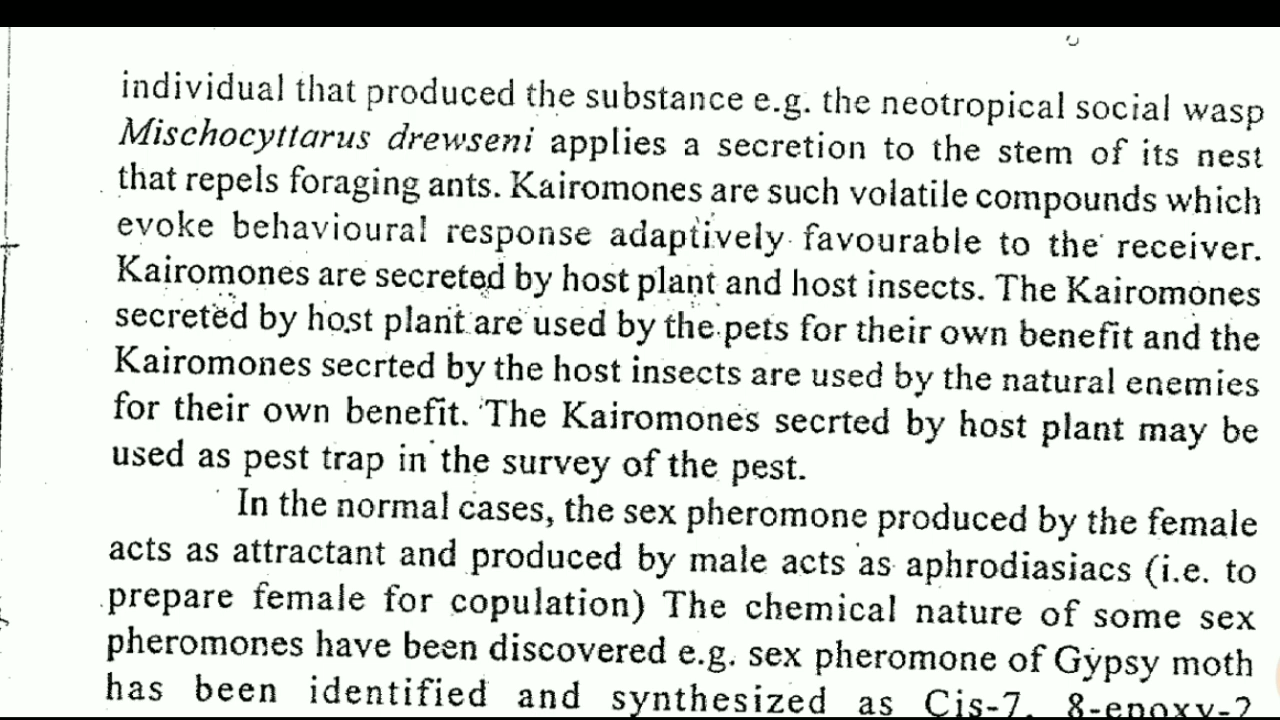 individual that produced the substance e.g. the neotropical social wasp
Mischocyttarus drewseni applies a secretion to the stem of its nest
that repels foraging ants. Kairomones are such volatile compounds which
evoke behavioural response adaptively favourable to the receiver.
Kairomones are secreted by host plant and host insects. The Kairomones
secreted by host plant are used by the pets for their own benefit and the
Kairomones secrted by the host insects are used by the natural enemies
for their own benefit. The Kairomones secrted by host plant may be
used as pest trap in the survey of the pest.
In the normal cases, the sex pheromone produced by the female
acts as attractant and produced by male acts as aphrodiasiacs (i.e. to
prepare female for copulation) The chemical nature of some sex
pheromones have been discovered e.g. sex pheromone of Gypsy moth
has been identified and synthesized as Cis-7, 8-epoxy-2